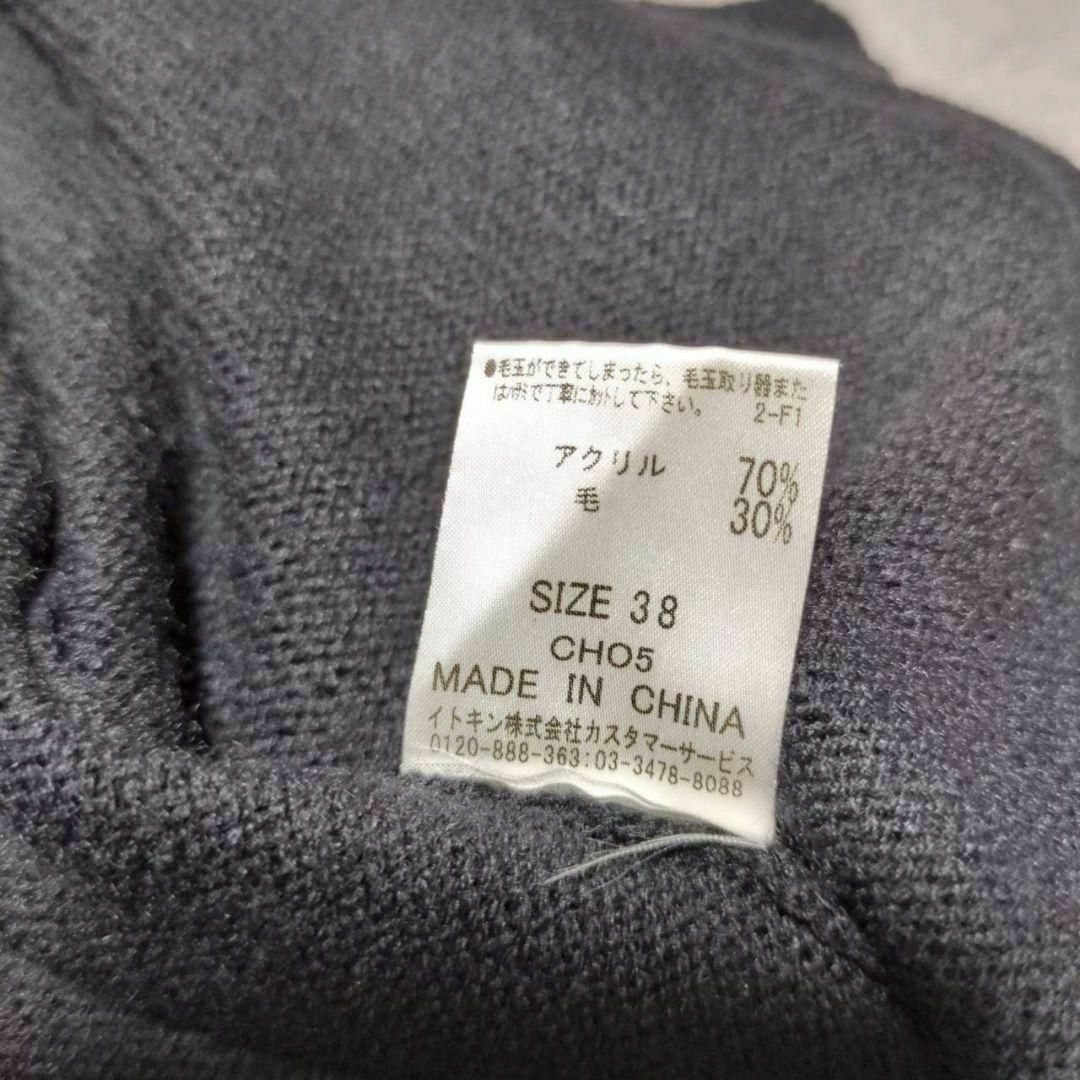 ●毛玉ができてしまったら、毛玉取り器また
はハサミで丁寧にカットして下さい。 2-F1
アクリル 70%
毛 30%
SIZE 38
CHO5
MADE IN CHINA
イトキン株式会社カスタマーサービス
0120-888-363:03-3478-8088